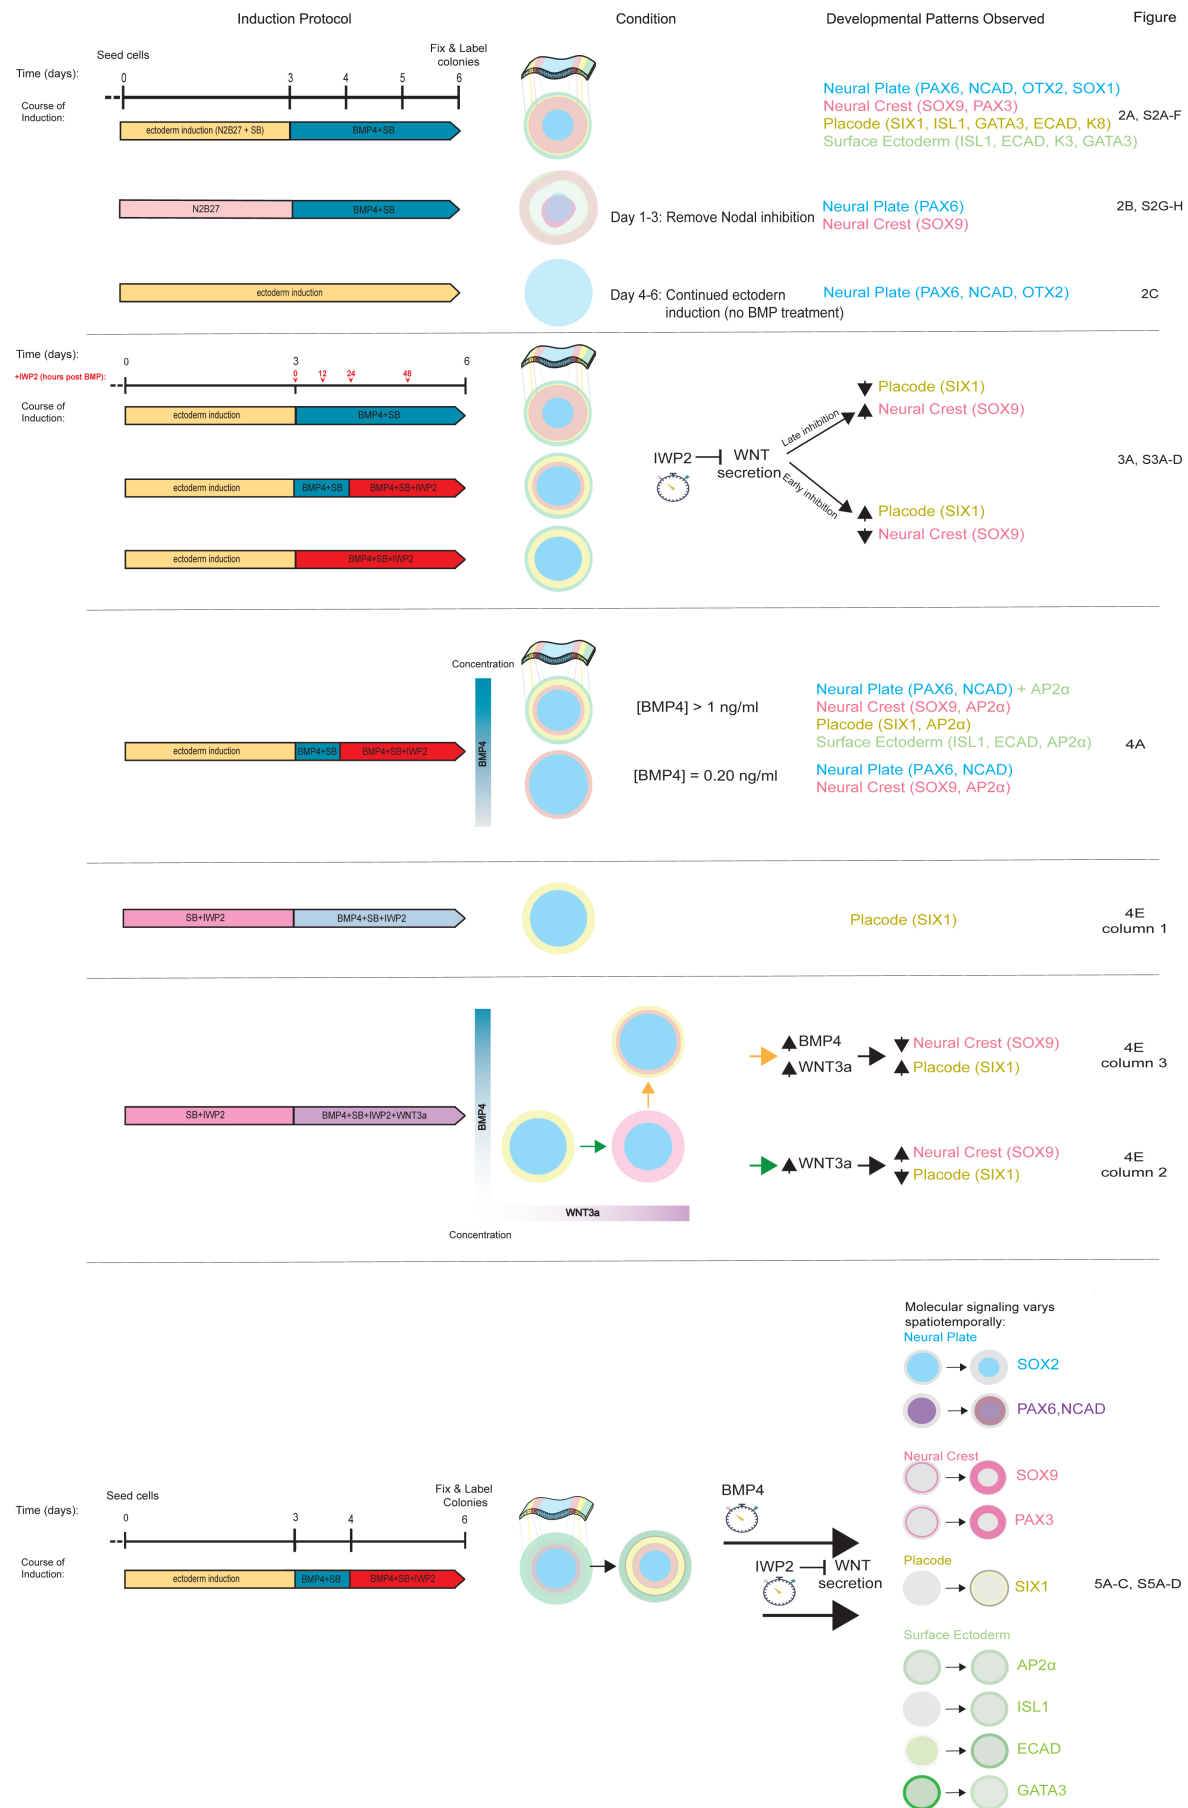 Induction Protocol
Condition
Developmental Patterns Observed
Figure
Seed cells
Fix & Label
colonies
Time (days):
0
3
4
5
6
Course of
Induction:
ectoderm induction (N2B27 + SB)
BMP4+SB
Neural Plate (PAX6, NCAD, OTX2, SOX1)
Neural Crest (SOX9, PAX3)
Placode (SIX1, ISL1, GATA3, ECAD, K8)
Surface Ectoderm (ISL1, ECAD, K3, GATA3)
2A, S2A-F
N2B27
BMP4+SB
Day 1-3: Remove Nodal inhibition
Neural Plate (PAX6)
Neural Crest (SOX9)
2B, S2G-H
ectoderm induction
Day 4-6: Continued ectodern
induction (no BMP treatment)
Neural Plate (PAX6, NCAD, OTX2)
2C
Time (days):
0
3
6
+IWP2 (hours post BMP):
0
12
24
48
Course of
Induction:
ectoderm induction
BMP4+SB
ectoderm induction
BMP4+SB
BMP4+SB+IWP2
ectoderm induction
BMP4+SB+IWP2
IWP2
WNT
secretion
Late inhibition
Early inhibition
Placode (SIX1)
Neural Crest (SOX9)
Placode (SIX1)
Neural Crest (SOX9)
3A, S3A-D
Concentration
BMP4
ectoderm induction
BMP4+SB
BMP4+SB+IWP2
[BMP4] > 1 ng/ml
Neural Plate (PAX6, NCAD) + AP2α
Neural Crest (SOX9, AP2α)
Placode (SIX1, AP2α)
Surface Ectoderm (ISL1, ECAD, AP2α)
[BMP4] = 0.20 ng/ml
Neural Plate (PAX6, NCAD)
Neural Crest (SOX9, AP2α)
4A
SB+IWP2
BMP4+SB+IWP2
Placode (SIX1)
4E
column 1
SB+IWP2
BMP4+SB+IWP2+WNT3a
BMP4
WNT3a
Concentration
BMP4
WNT3a
Neural Crest (SOX9)
Placode (SIX1)
4E
column 3
WNT3a
Neural Crest (SOX9)
Placode (SIX1)
4E
column 2
Molecular signaling varys
spatiotemporally:
Neural Plate
SOX2
PAX6,NCAD
Neural Crest
SOX9
PAX3
Placode
SIX1
Surface Ectoderm
AP2α
ISL1
ECAD
GATA3
Seed cells
Fix & Label
Colonies
Time (days):
0
3
4
6
Course of
Induction:
ectoderm induction
BMP4+SB
BMP4+SB+IWP2
BMP4
IWP2
WNT
secretion
5A-C, S5A-D